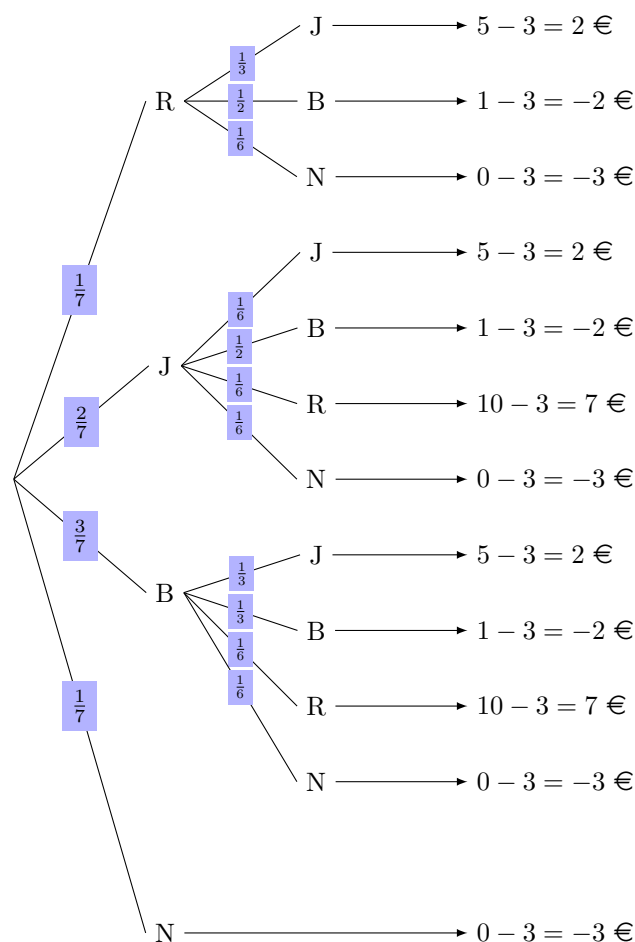 J 5 − 3 = 2 €
1/3
R 1/2 B 1 − 3 = −2 €
1/6
N 0 − 3 = −3 €
J 5 − 3 = 2 €
1/7
1/6
B 1 − 3 = −2 €
1/2
J
1/6
R 10 − 3 = 7 €
2/7 1/6
N 0 − 3 = −3 €
3/7
J 5 − 3 = 2 €
1/3
B
1/3
B 1 − 3 = −2 €
1/6
1/6
R 10 − 3 = 7 €
1/7
N 0 − 3 = −3 €
N 0 − 3 = −3 €